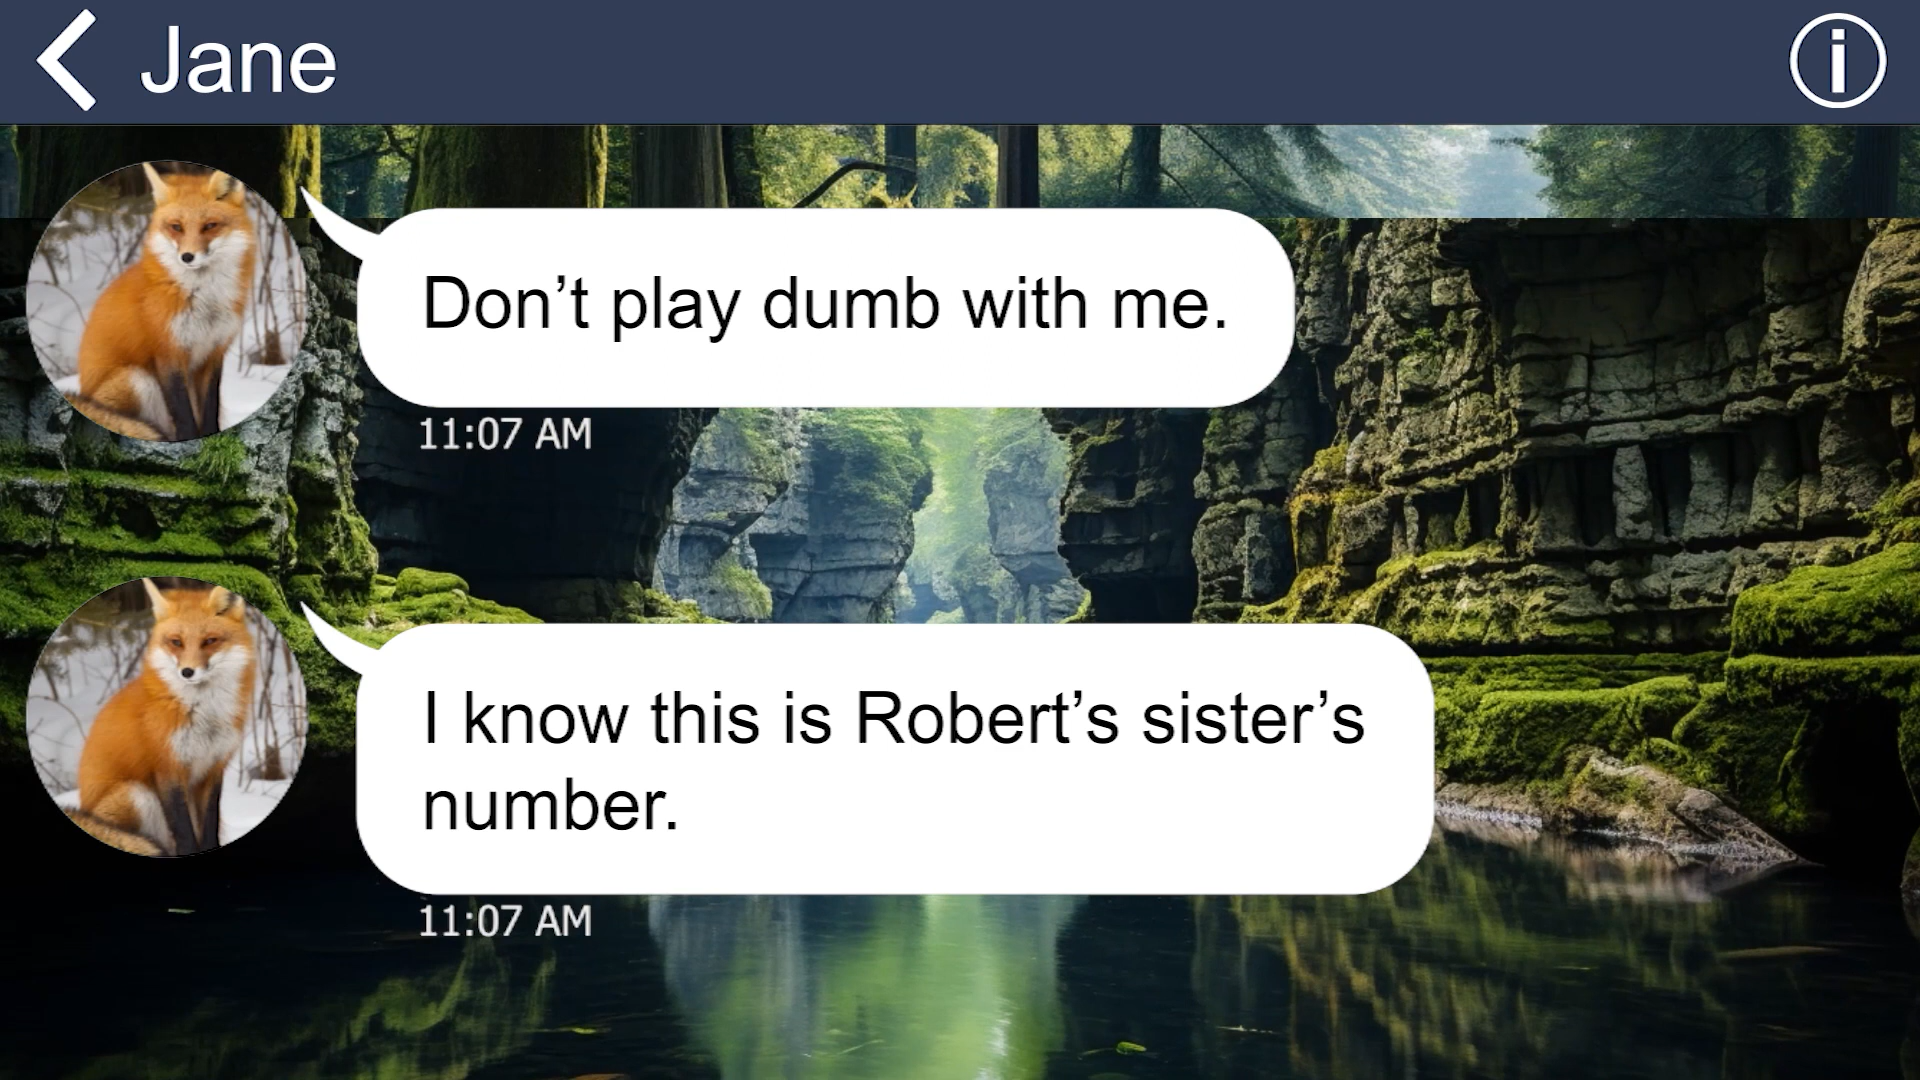 Jane
Don’t play dumb with me.
11:07 AM
I know this is Robert’s sister’s
number.
11:07 AM